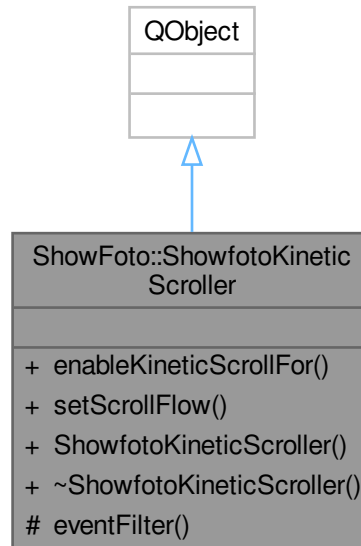 QObject
ShowFoto::ShowfotoKinetic
Scroller
+ enableKineticScrollFor()
+ setScrollFlow()
+ ShowfotoKineticScroller()
+ ~ShowfotoKineticScroller()
# eventFilter()